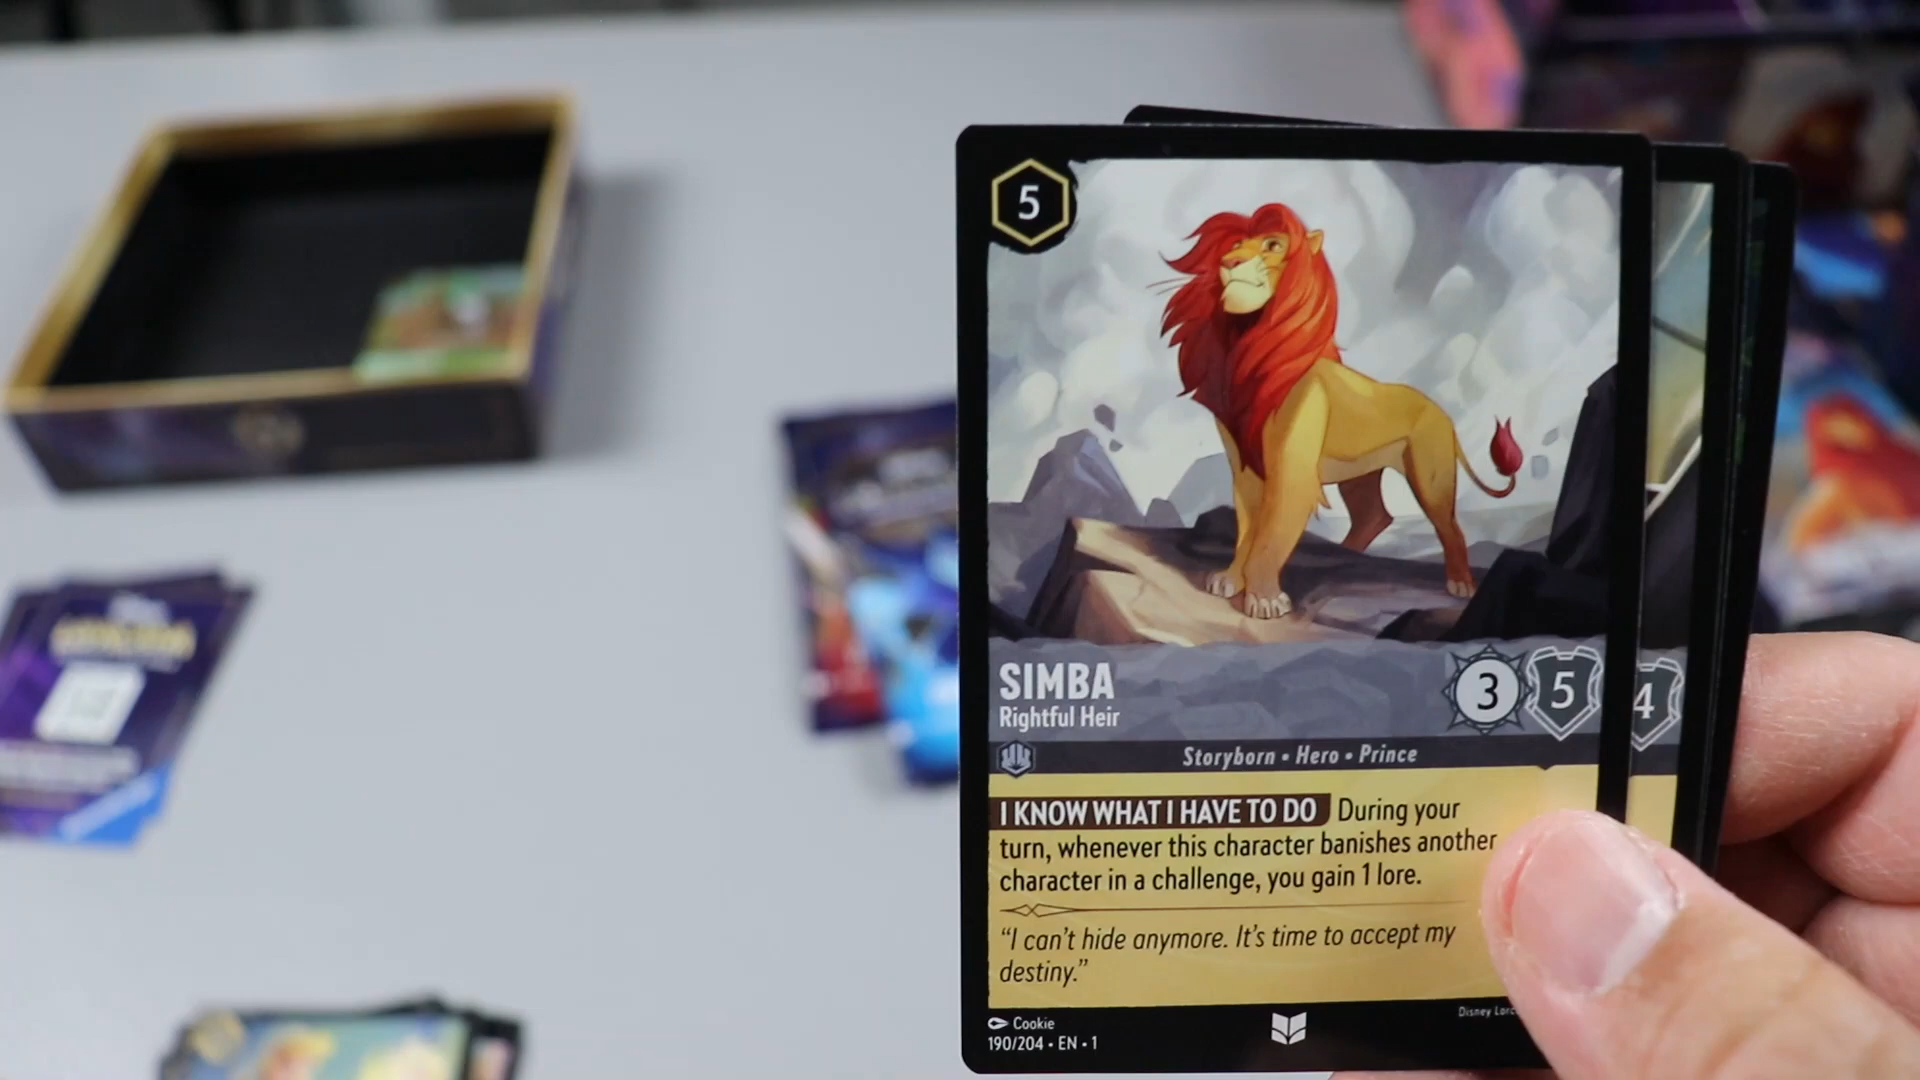 5
SIMBA
Rightful Heir
3
5
4
Storyborn • Hero • Prince
I KNOW WHAT I HAVE TO DO During your
turn, whenever this character banishes another
character in a challenge, you gain 1 lore.
“I can’t hide anymore. It’s time to accept my
destiny.”
Cookie
190/204 • EN • 1
Disney Lorc